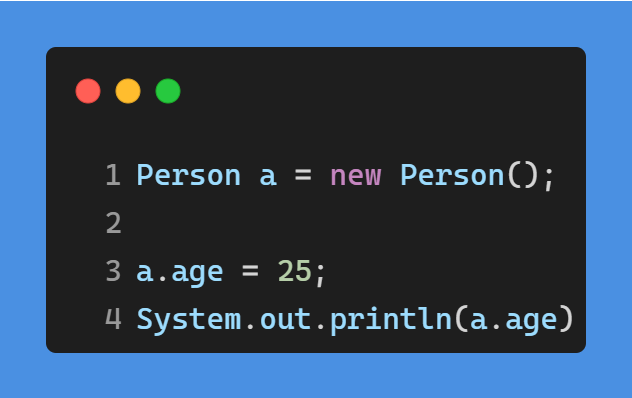 1 Person a = new Person();
2
3 a.age = 25;
4 System.out.println(a.age)